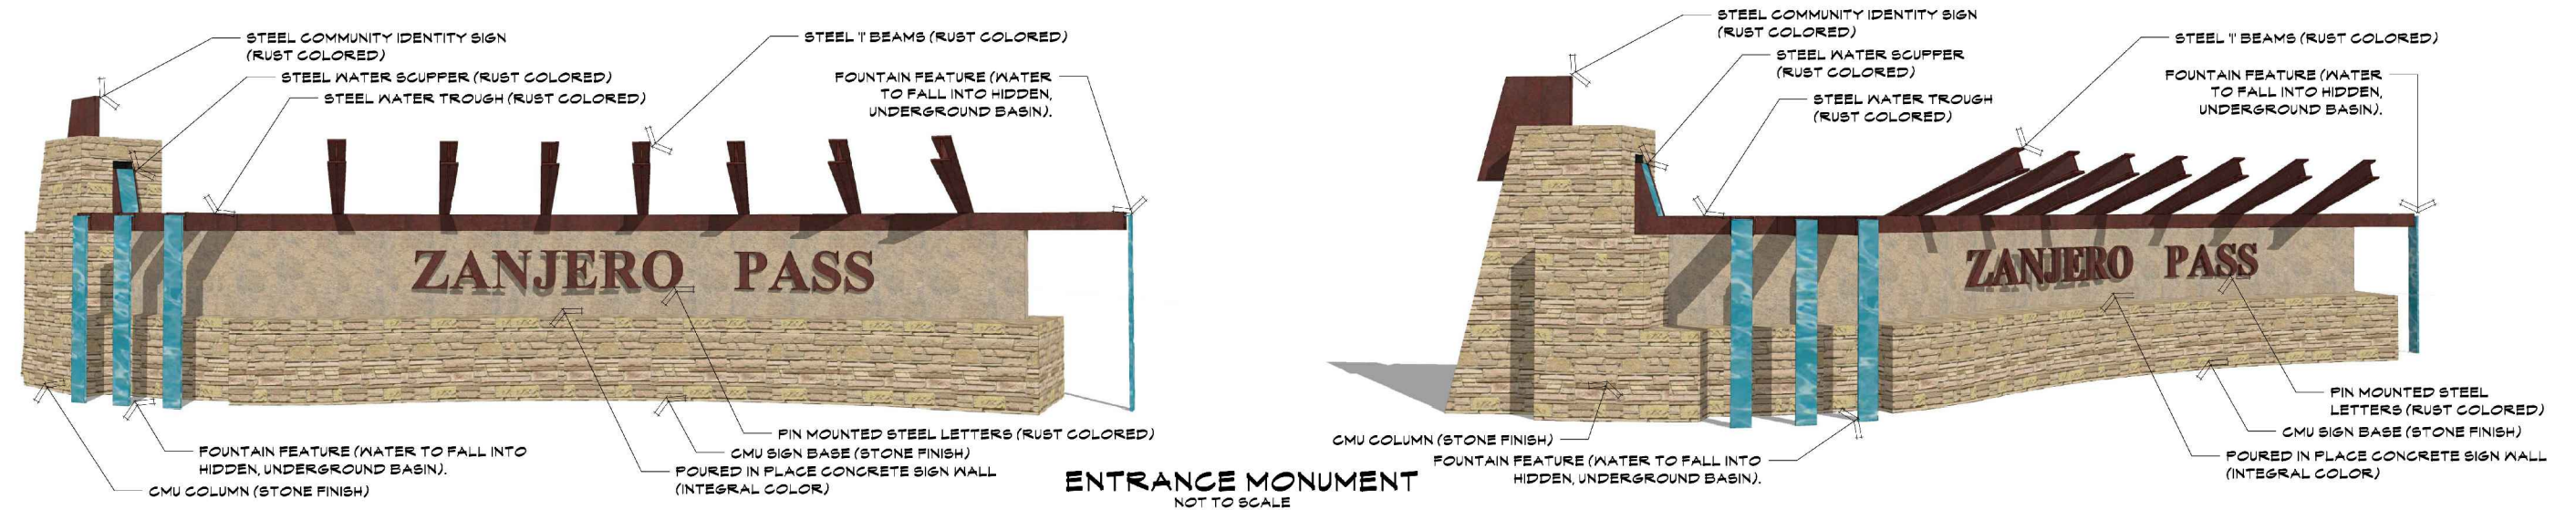 STEEL COMMUNITY IDENTITY SIGN
(RUST COLORED)
STEEL WATER SCUPPER (RUST COLORED)
STEEL WATER TROUGH (RUST COLORED)
STEEL 'I' BEAMS (RUST COLORED)
FOUNTAIN FEATURE (WATER
TO FALL INTO HIDDEN,
UNDERGROUND BASIN).
ZANJERO PASS
PIN MOUNTED STEEL LETTERS (RUST COLORED)
CMU SIGN BASE (STONE FINISH)
POURED IN PLACE CONCRETE SIGN WALL
(INTEGRAL COLOR)
FOUNTAIN FEATURE (WATER TO FALL INTO
HIDDEN, UNDERGROUND BASIN).
CMU COLUMN (STONE FINISH)
STEEL COMMUNITY IDENTITY SIGN
(RUST COLORED)
STEEL WATER SCUPPER
(RUST COLORED)
STEEL WATER TROUGH
(RUST COLORED)
STEEL 'I' BEAMS (RUST COLORED)
FOUNTAIN FEATURE (WATER
TO FALL INTO HIDDEN,
UNDERGROUND BASIN).
ZANJERO PASS
PIN MOUNTED STEEL
LETTERS (RUST COLORED)
CMU SIGN BASE (STONE FINISH)
POURED IN PLACE CONCRETE SIGN WALL
(INTEGRAL COLOR)
CMU COLUMN (STONE FINISH)
FOUNTAIN FEATURE (WATER TO FALL INTO
HIDDEN, UNDERGROUND BASIN).
ENTRANCE MONUMENT
NOT TO SCALE